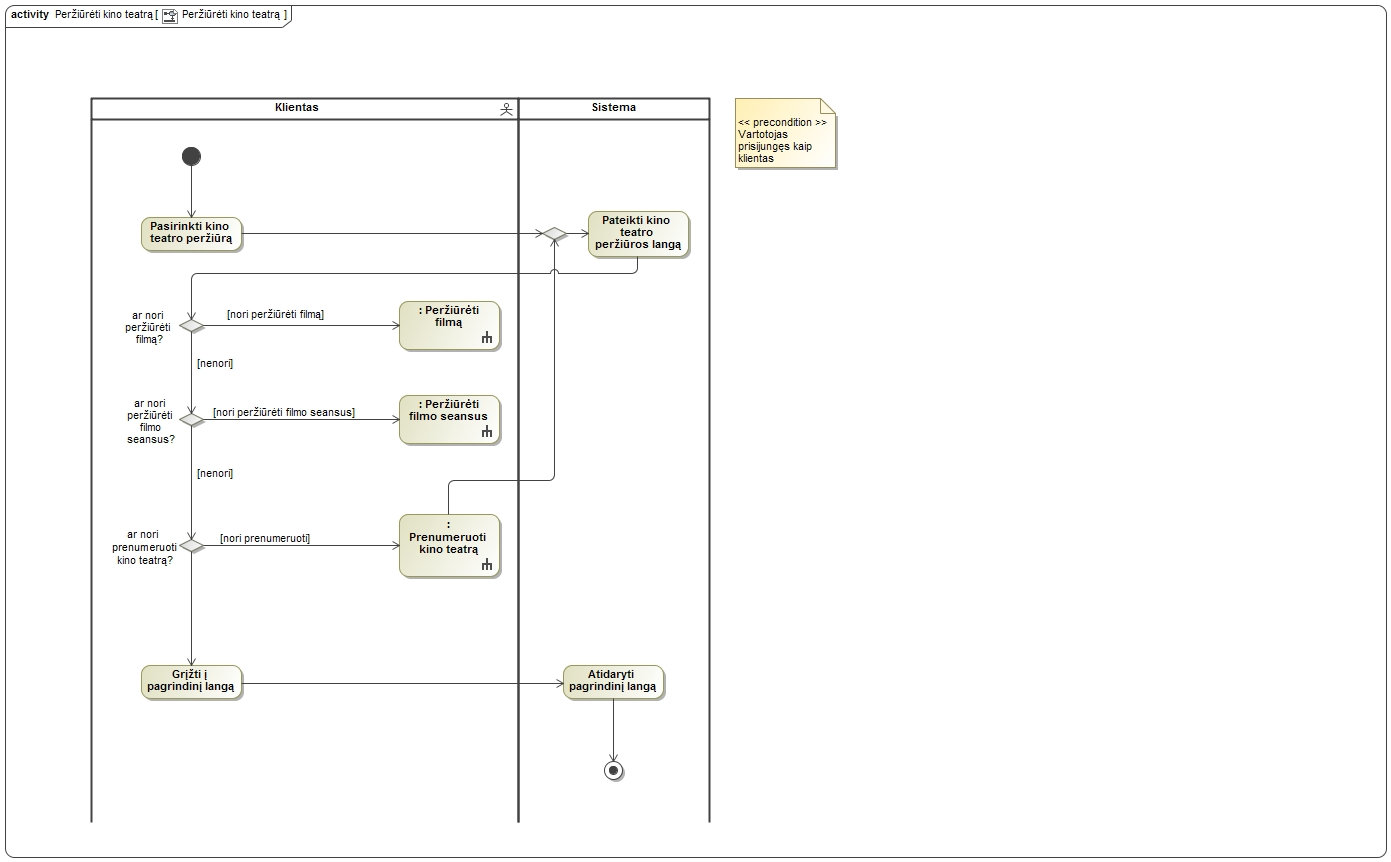 activity Peržiūrėti kino teatrą [ Peržiūrėti kino teatrą ]
Klientas
Sistema
<< precondition >>
Vartotojas
prisijungęs kaip
klientas
Pasirinkti kino
teatro peržiūrą
Pateikti kino
teatro
peržiūros langą
ar nori
peržiūrėti
filmą?
[nori peržiūrėti filmą]
: Peržiūrėti
filmą
[nenori]
ar nori
peržiūrėti
filmo
seansus?
[nori peržiūrėti filmo seansus]
: Peržiūrėti
filmo seansus
[nenori]
ar nori
prenumeruoti
kino teatrą?
[nori prenumeruoti]
:
Prenumeruoti
kino teatrą
Grįžti į
pagrindinį langą
Atidaryti
pagrindinį langą